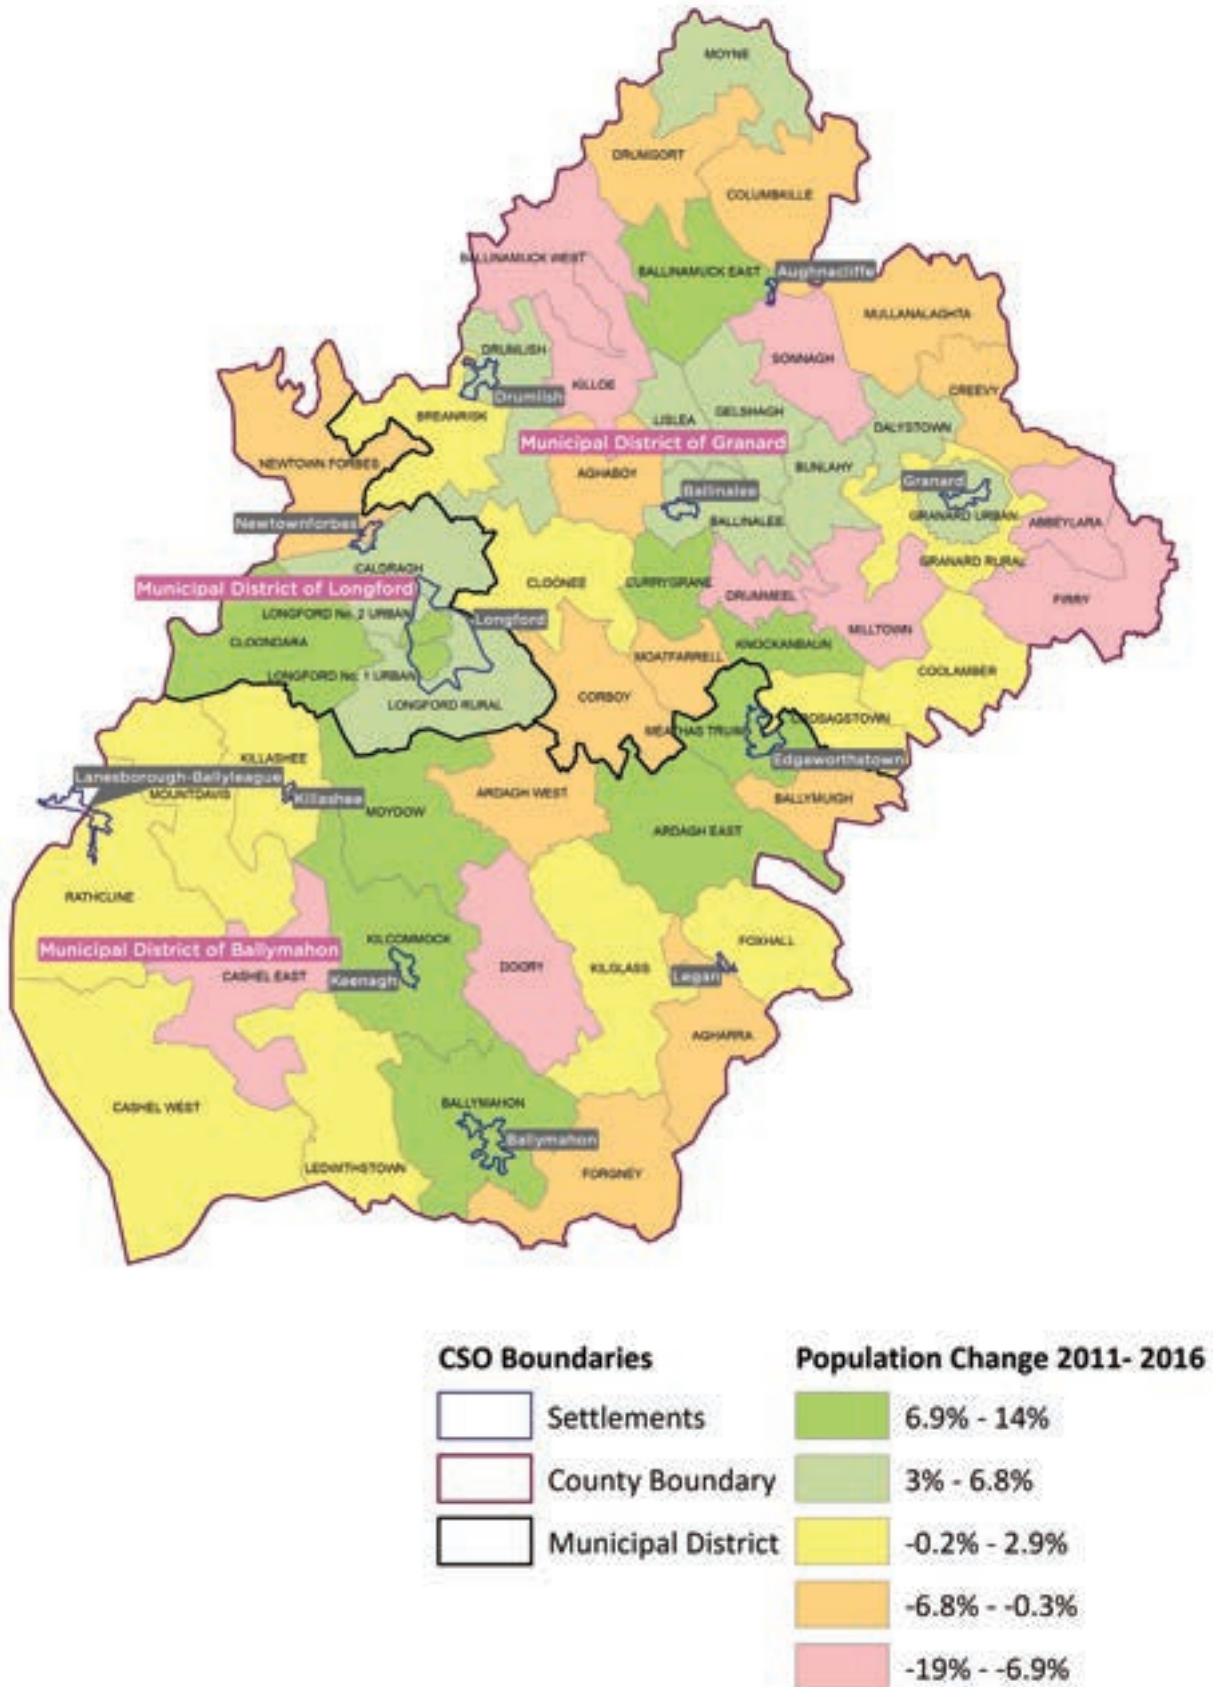 MOYNE
DRUMGORT
COLUMBKILLE
BALLINAMUCK WEST
BALLINAMUCK EAST
Aughnacliffe
MULLANALAGHTA
DRUMLISH
SONNAGH
KILLOE
CREEVY
Drumlish
BREANRISK
LISLEA
GELSHAGH
DALYSTOWN
Municipal District of Granard
NEWTOWN FORBES
AGHABOY
BUNLAHY
Granard
Ballinalee
GRANARD URBAN
ABBEYLARA
Newtownforbes
BALLINALEE
CALDRAGH
GRANARD RURAL
Municipal District of Longford
CLOONEE
CURRYGRANE
DRUMMEEL
FIRRY
LONGFORD No. 2 URBAN
Longford
MILLTOWN
CLOONDARA
KNOCKANBAUN
MOATFARRELL
COOLAMBER
LONGFORD No. 1 URBAN
CORBOY
LONGFORD RURAL
MEATHAS TRUIM
CROSAGSTOWN
KILLASHEE
Edgeworthstown
Lanesborough-Ballyleague
MOUNTDAVIS
Killashee
ARDAGH WEST
BALLYMUIGH
MOYDOW
ARDAGH EAST
RATHCLINE
KILCOMMOCK
FOXHALL
Municipal District of Ballymahon
CASHEL EAST
DOORY
KILGLASS
Keenagh
Legan
AGHARRA
CASHEL WEST
BALLYMAHON
Ballymahon
LEDWITHSTOWN
FORGNEY
CSO Boundaries
Settlements
County Boundary
Municipal District
Population Change 2011- 2016
6.9% - 14%
3% - 6.8%
-0.2% - 2.9%
-6.8% - -0.3%
-19% - -6.9%